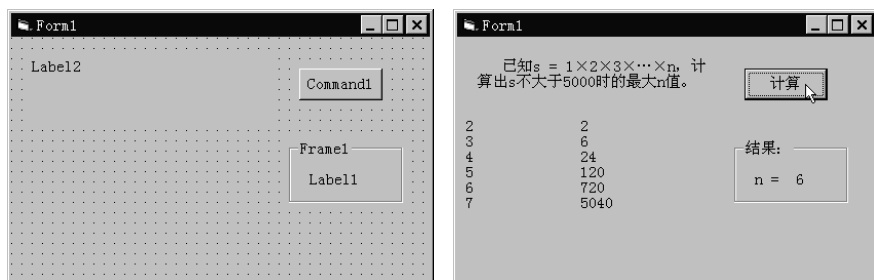 Form1
Label2
Command1
Frame1
Label1
Form1
已知s = 1×2×3×…×n, 计
算出s不大于5000时的最大n值。
计算
2 2
3 6
4 24
5 120
6 720
7 5040
结果:
n = 6